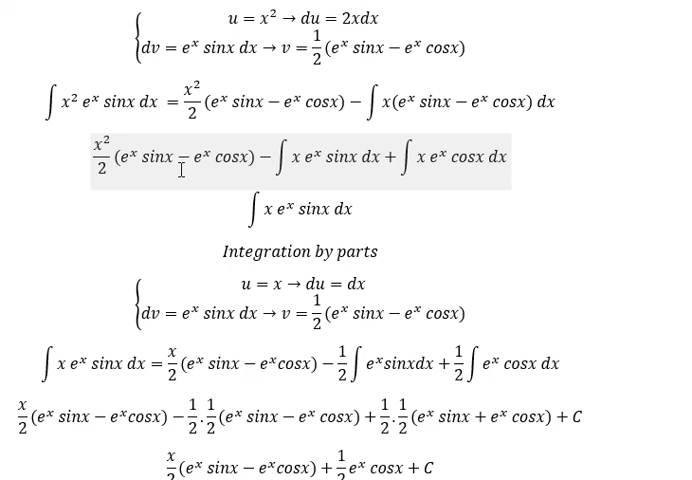 u = x² → du = 2xdx
dv = eˣ sinx dx → v = 1/2 (eˣ sinx − eˣ cosx)
∫ x² eˣ sinx dx = x²/2 (eˣ sinx − eˣ cosx) − ∫ x(eˣ sinx − eˣ cosx) dx
x²/2 (eˣ sinx − eˣ cosx) − ∫ x eˣ sinx dx + ∫ x eˣ cosx dx
∫ x eˣ sinx dx
Integration by parts
u = x → du = dx
dv = eˣ sinx dx → v = 1/2 (eˣ sinx − eˣ cosx)
∫ x eˣ sinx dx = x/2 (eˣ sinx − eˣcosx) − 1/2 ∫ eˣsinxdx + 1/2 ∫ eˣ cosx dx
x/2 (eˣ sinx − eˣcosx) − 1/2 . 1/2 (eˣ sinx − eˣ cosx) + 1/2 . 1/2 (eˣ sinx + eˣ cosx) + C
x/2 (eˣ sinx − eˣcosx) + 1/2 eˣ cosx + C